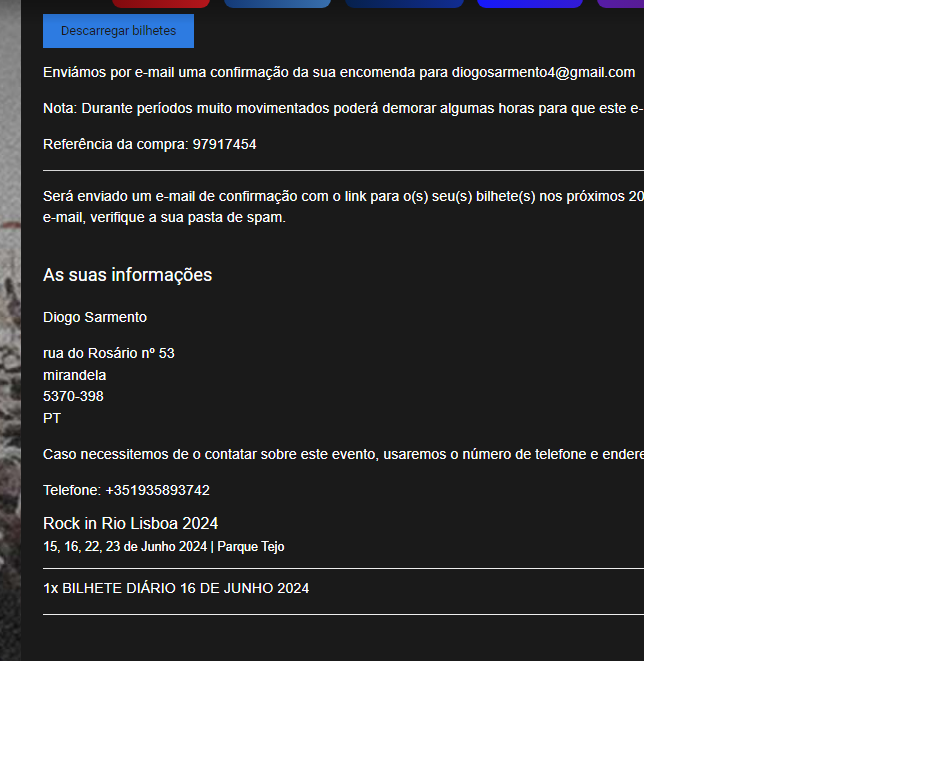 Descarregar bilhetes
Enviámos por e-mail uma confirmação da sua encomenda para diogosarmento4@gmail.com
Nota: Durante períodos muito movimentados poderá demorar algumas horas para que este e-
Referência da compra: 97917454
Será enviado um e-mail de confirmação com o link para o(s) seu(s) bilhete(s) nos próximos 20
e-mail, verifique a sua pasta de spam.
As suas informações
Diogo Sarmento
rua do Rosário nº 53
mirandela
5370-398
PT
Caso necessitemos de o contatar sobre este evento, usaremos o número de telefone e endere
Telefone: +351935893742
Rock in Rio Lisboa 2024
15, 16, 22, 23 de Junho 2024 | Parque Tejo
1x BILHETE DIÁRIO 16 DE JUNHO 2024